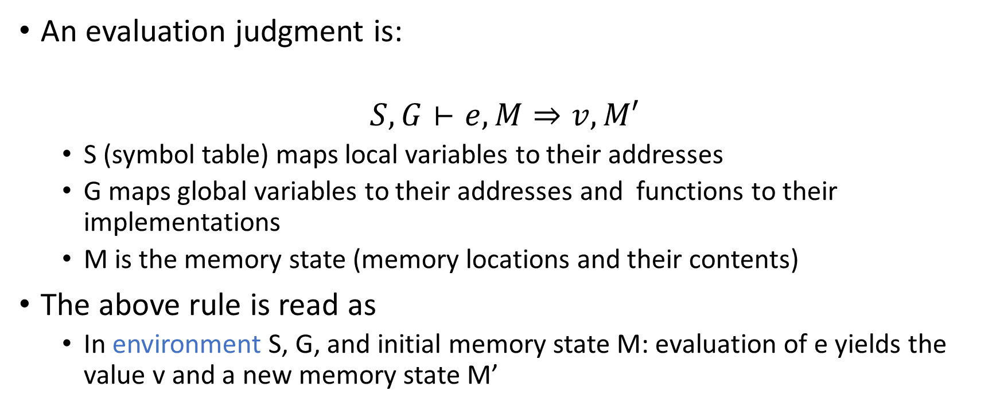 • An evaluation judgment is:
S, G ⊢ e, M ⇒ v, M′
• S (symbol table) maps local variables to their addresses
• G maps global variables to their addresses and  functions to their
implementations
• M is the memory state (memory locations and their contents)
• The above rule is read as
• In environment S, G, and initial memory state M: evaluation of e yields the
value v and a new memory state M’